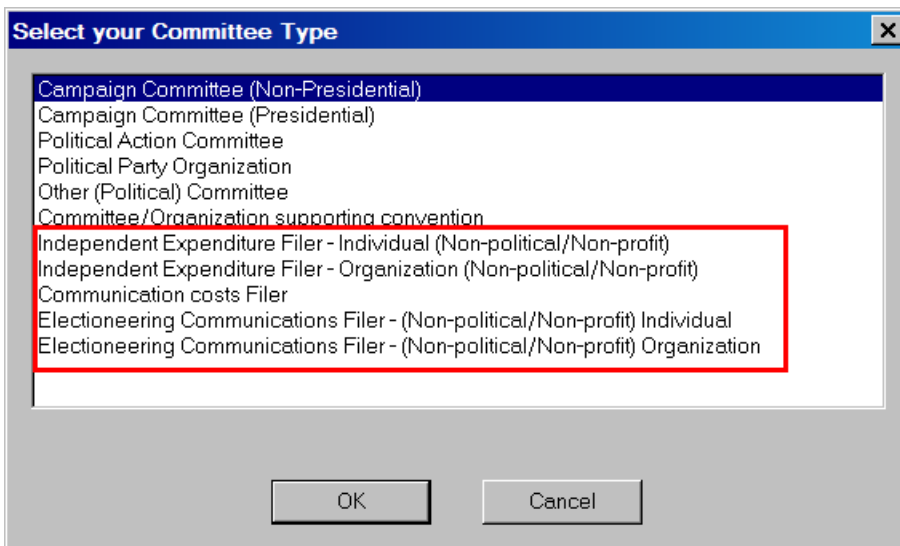 Select your Committee Type
Campaign Committee (Non-Presidential)
Campaign Committee (Presidential)
Political Action Committee
Political Party Organization
Other (Political) Committee
Committee/Organization supporting convention
Independent Expenditure Filer - Individual (Non-political/Non-profit)
Independent Expenditure Filer - Organization (Non-political/Non-profit)
Communication costs Filer
Electioneering Communications Filer - (Non-political/Non-profit) Individual
Electioneering Communications Filer - (Non-political/Non-profit) Organization
OK Cancel